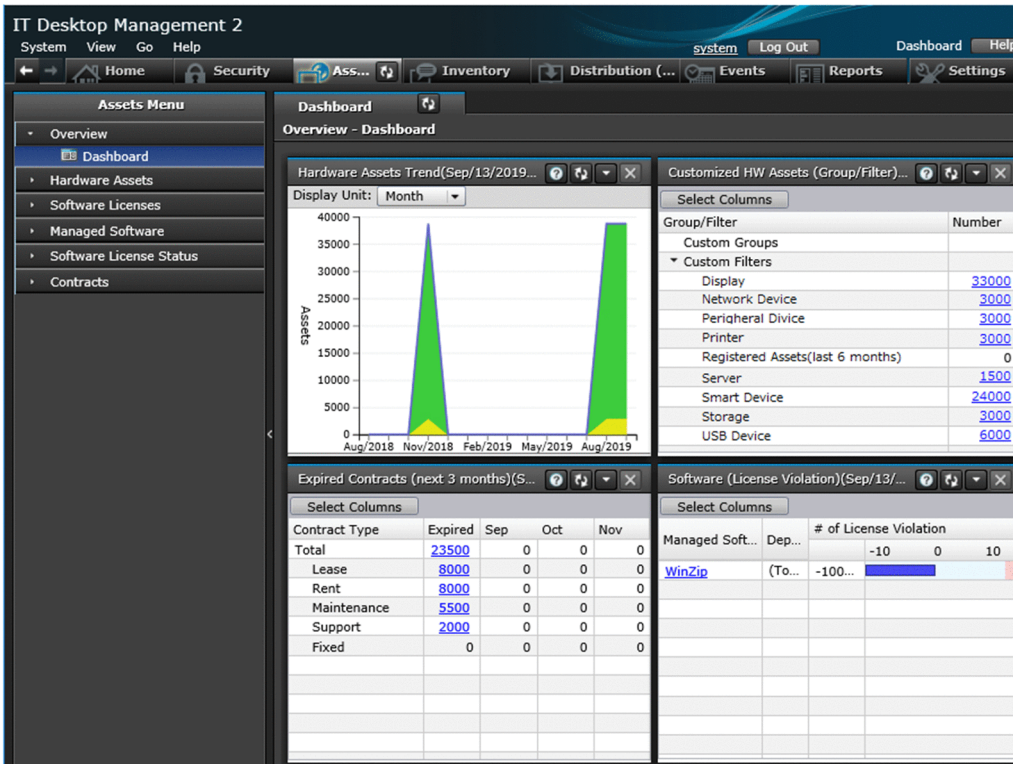 IT Desktop Management 2
System View Go Help
system Log Out Dashboard Help
Home Security Ass... Inventory Distribution (... Events Reports Settings
Assets Menu
Overview
Dashboard
Hardware Assets
Software Licenses
Managed Software
Software License Status
Contracts
Dashboard
Overview - Dashboard
Hardware Assets Trend(Sep/13/2019...
Display Unit: Month
Assets
40000
35000
30000
25000
20000
15000
10000
5000
0
Aug/2018 Nov/2018 Feb/2019 May/2019 Aug/2019
Customized HW Assets (Group/Filter)...
Select Columns
Group/Filter Number
Custom Groups
Custom Filters
Display 33000
Network Device 3000
Peripheral Divice 3000
Printer 3000
Registered Assets(last 6 months) 0
Server 1500
Smart Device 24000
Storage 3000
USB Device 6000
Expired Contracts (next 3 months)(S...
Select Columns
Contract Type Expired Sep Oct Nov
Total 23500 0 0 0
Lease 8000 0 0 0
Rent 8000 0 0 0
Maintenance 5500 0 0 0
Support 2000 0 0 0
Fixed 0 0 0 0
Software (License Violation)(Sep/13/...
Select Columns
Managed Soft... Dep... # of License Violation
-10 0 10
WinZip (To... -100...